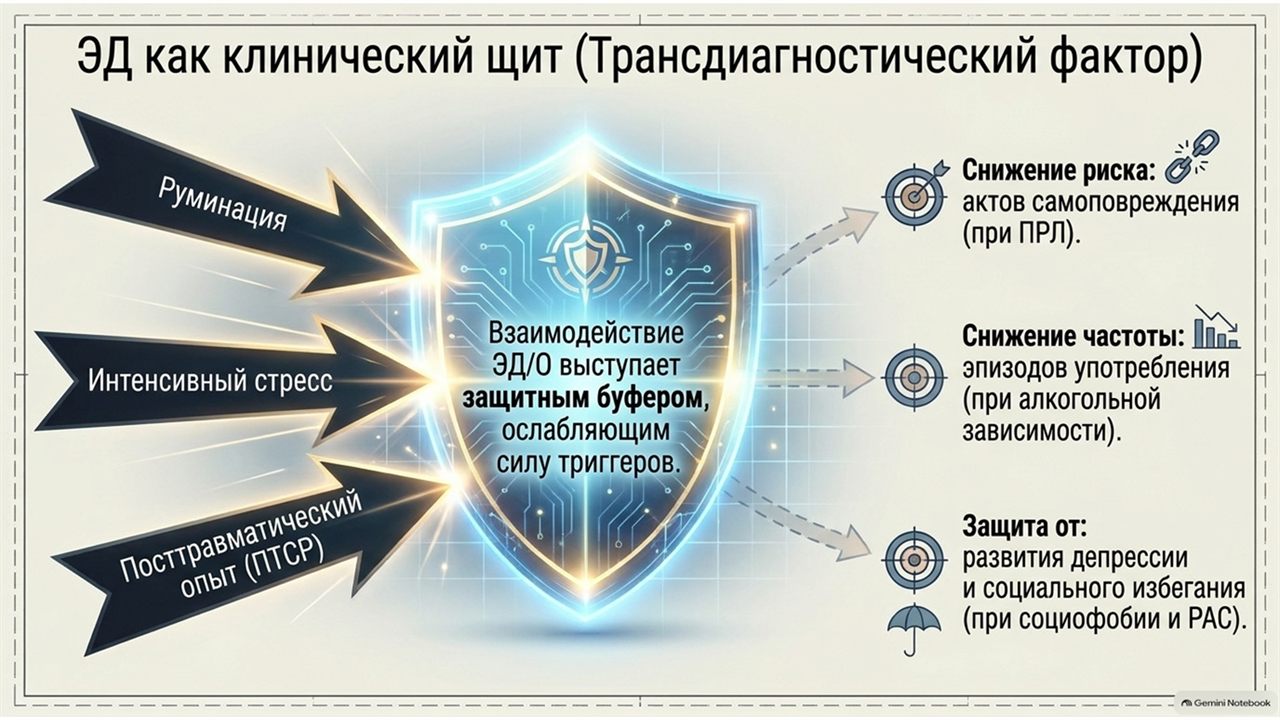 ЭД как клинический щит (Трансдиагностический фактор)
Руминация
Интенсивный стресс
Посттравматический
опыт (ПТСР)
Взаимодействие
ЭД/О выступает
защитным буфером,
ослабляющим
силу триггеров.
Снижение риска:
актов самоповреждения
(при ПРЛ).
Снижение частоты:
эпизодов употребления
(при алкогольной
зависимости).
Защита от:
развития депрессии
и социального избегания
(при социофобии и РАС).
Gemini Notebook